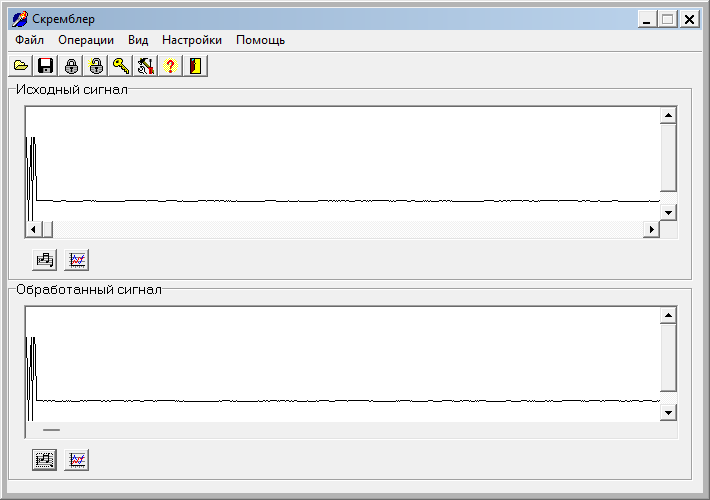 Скремблер
Файл Операции Вид Настройки Помощь
Исходный сигнал
Обработанный сигнал